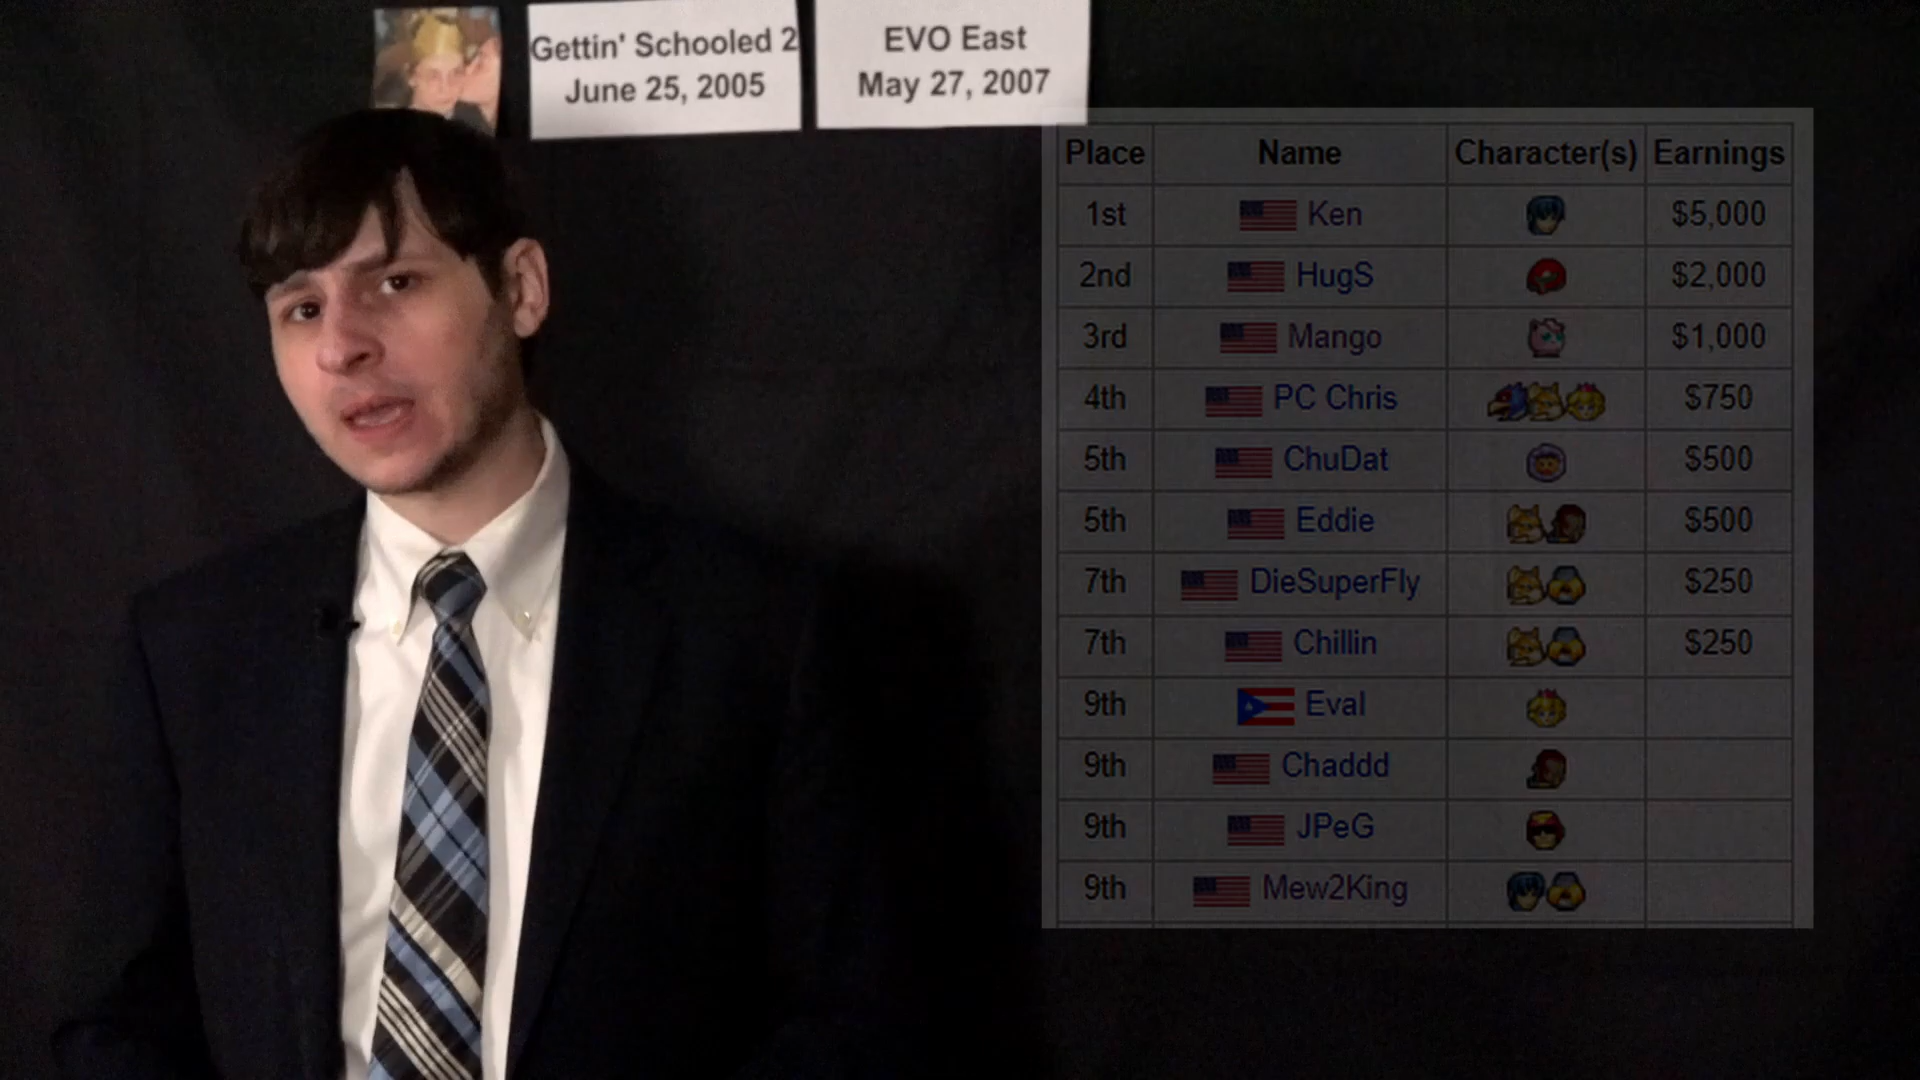 Gettin' Schooled 2
June 25, 2005
EVO East
May 27, 2007
Place Name Character(s) Earnings
1st Ken $5,000
2nd HugS $2,000
3rd Mango $1,000
4th PC Chris $750
5th ChuDat $500
5th Eddie $500
7th DieSuperFly $250
7th Chillin $250
9th Eval
9th Chaddd
9th JPeG
9th Mew2King